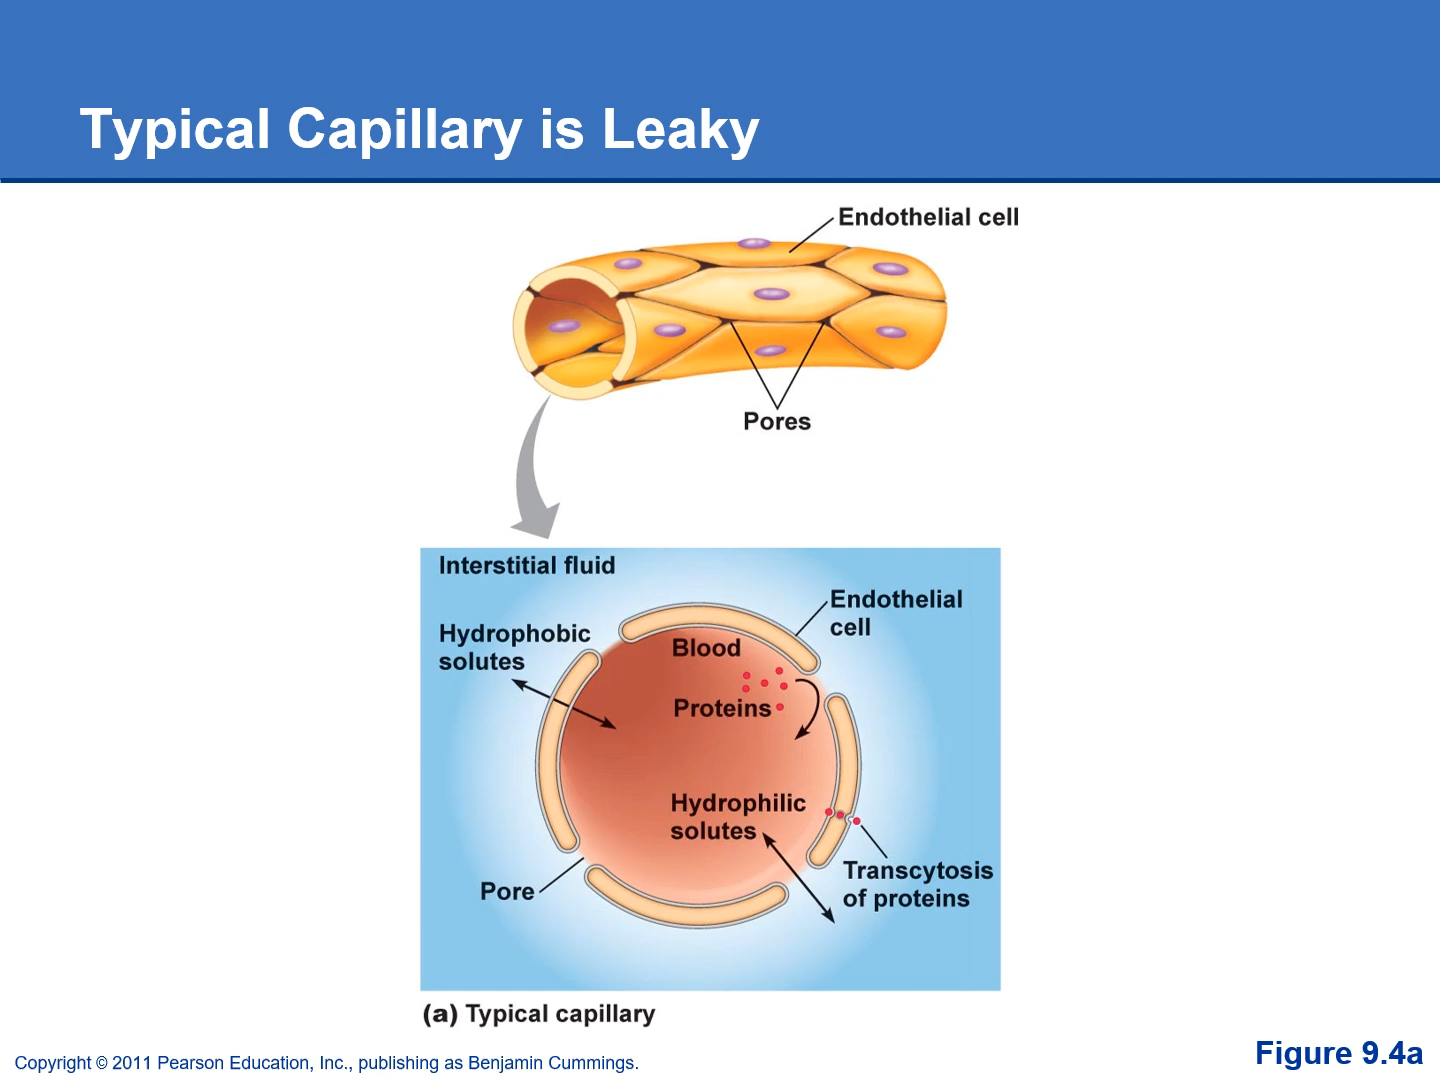 Typical Capillary is Leaky
Endothelial cell
Pores
Interstitial fluid
Endothelial
cell
Hydrophobic
solutes
Blood
Proteins
Hydrophilic
solutes
Transcytosis
of proteins
Pore
(a) Typical capillary
Copyright © 2011 Pearson Education, Inc., publishing as Benjamin Cummings.
Figure 9.4a